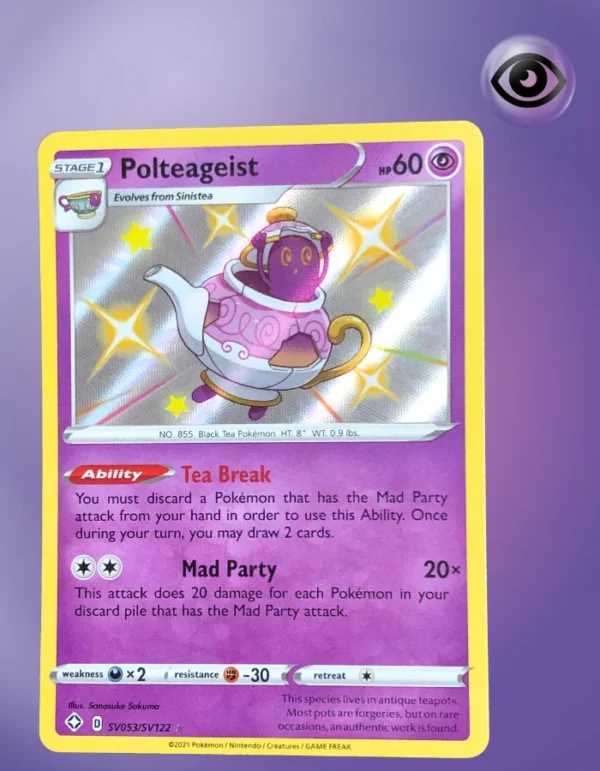 STAGE 1 Polteageist HP 60
Evolves from Sinistea
NO. 855 Black Tea Pokémon HT. 8" WT. 0.9 lbs.
Ability Tea Break
You must discard a Pokémon that has the Mad Party
attack from your hand in order to use this Ability. Once
during your turn, you may draw 2 cards.
Mad Party 20×
This attack does 20 damage for each Pokémon in your
discard pile that has the Mad Party attack.
weakness ×2 resistance -30 retreat
Illus. Sanosuke Sakuma
This species lives in antique teapots.
Most pots are forgeries, but on rare
occasions, an authentic work is found.
D SV053/SV122
©2021 Pokémon / Nintendo / Creatures / GAME FREAK